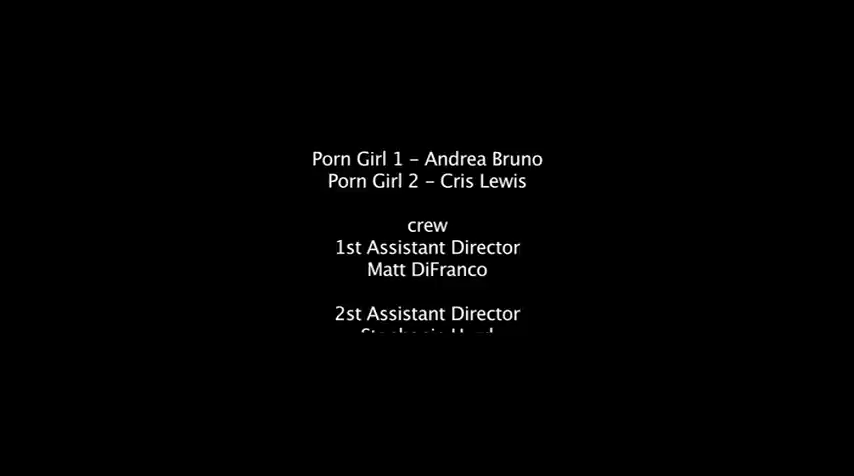 Porn Girl 1 – Andrea Bruno
Porn Girl 2 – Cris Lewis
crew
1st Assistant Director
Matt DiFranco
2st Assistant Director